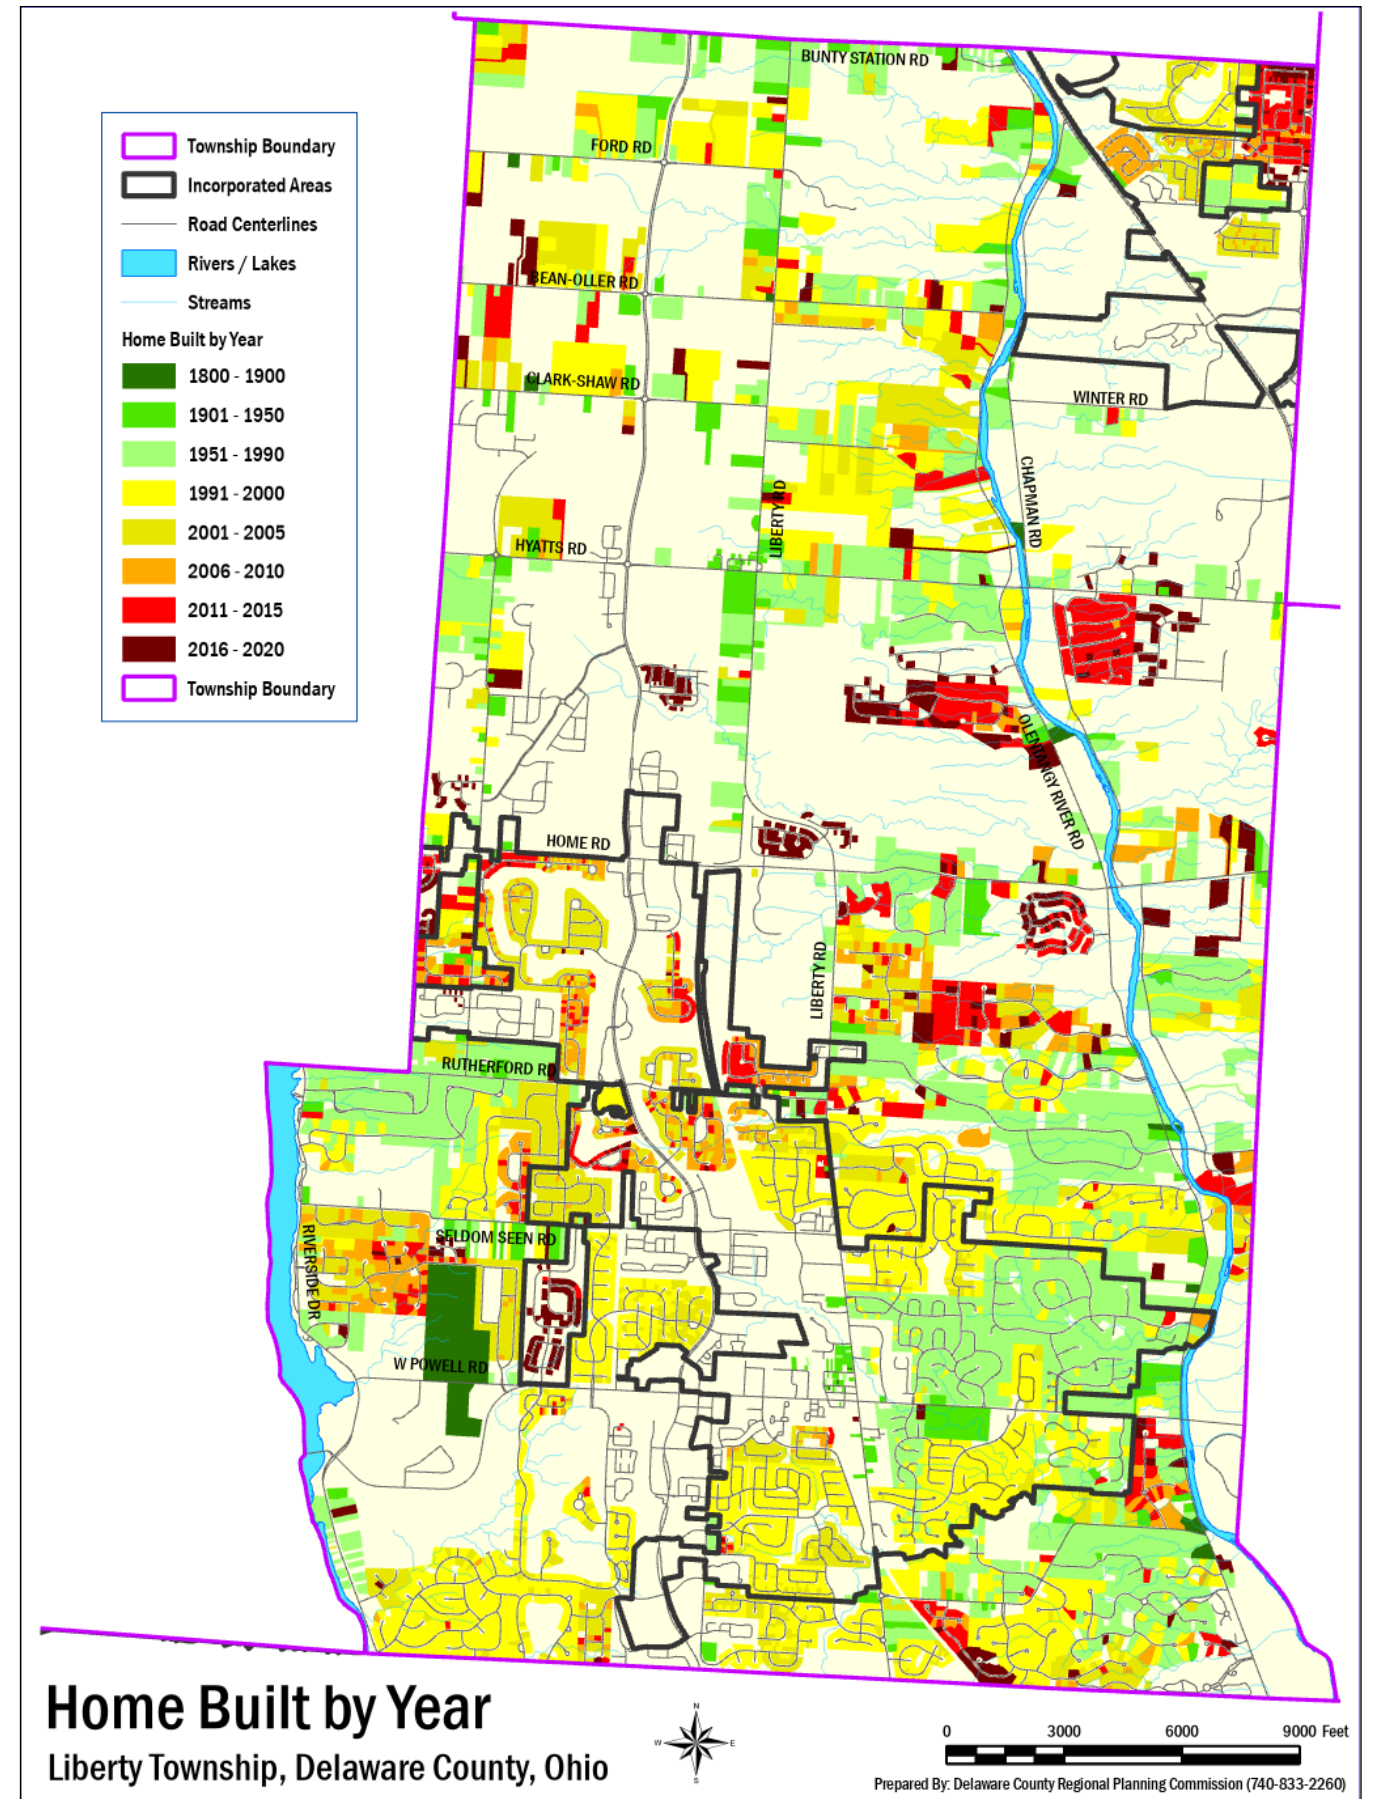 BUNTY STATION RD
Township Boundary
FORD RD
Incorporated Areas
Road Centerlines
Rivers / Lakes
BEAN-OLLER RD
Streams
Home Built by Year
1800 - 1900
CLARK-SHAW RD
WINTER RD
1901 - 1950
1951 - 1990
1991 - 2000
CHAPMAN RD
LIBERTY RD
2001 - 2005
HYATTS RD
2006 - 2010
2011 - 2015
2016 - 2020
Township Boundary
OLENTANGY RIVER RD
HOME RD
LIBERTY RD
RUTHERFORD RD
SELDOM SEEN RD
RIVERSIDE DR
W POWELL RD
Home Built by Year
Liberty Township, Delaware County, Ohio
N
W E
S
0 3000 6000 9000 Feet
Prepared By: Delaware County Regional Planning Commission (740-833-2260)